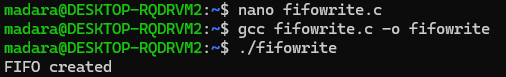 madara@DESKTOP-RQDRVM2:~$ nano fifowrite.c
madara@DESKTOP-RQDRVM2:~$ gcc fifowrite.c -o fifowrite
madara@DESKTOP-RQDRVM2:~$ ./fifowrite
FIFO created